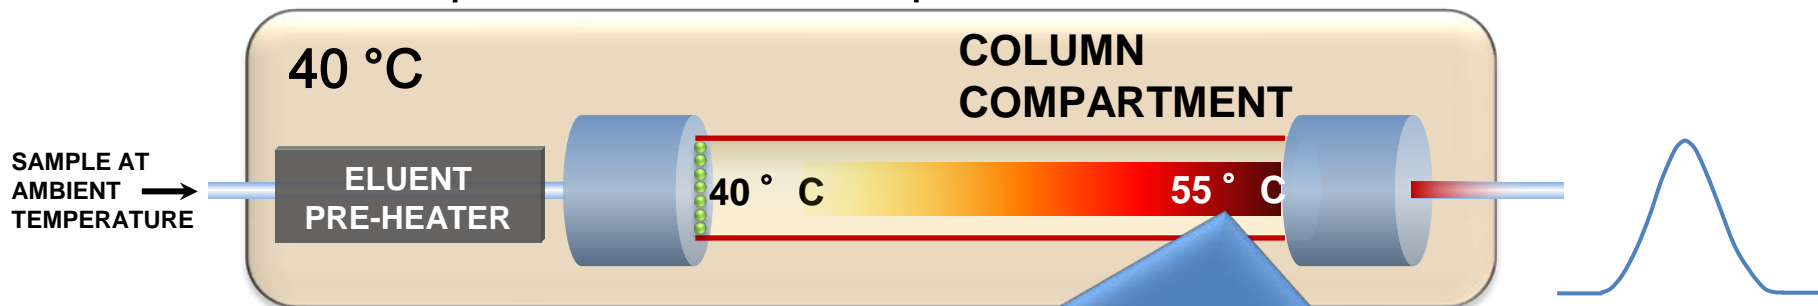 40 °C
COLUMN
COMPARTMENT
SAMPLE AT
AMBIENT
TEMPERATURE
ELUENT
PRE-HEATER
40 ° C
55 ° C